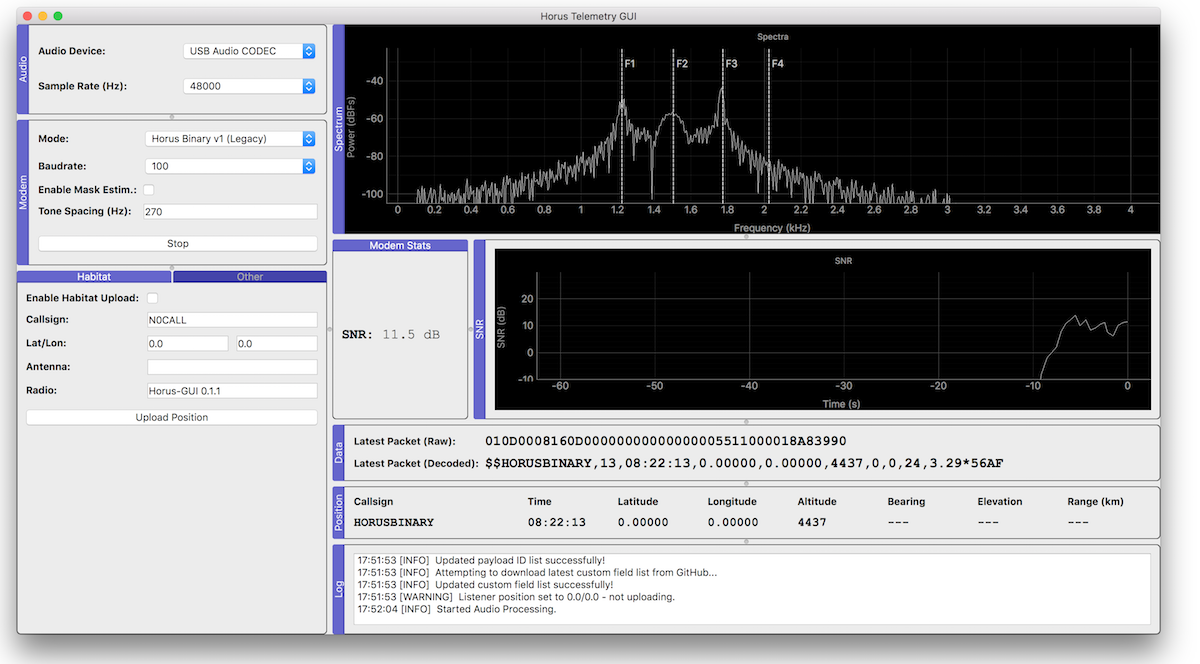 Horus Telemetry GUI
Audio
Audio Device: USB Audio CODEC
Sample Rate (Hz): 48000
Modem
Mode: Horus Binary v1 (Legacy)
Baudrate: 100
Enable Mask Estim.:
Tone Spacing (Hz): 270
Stop
Habitat Other
Enable Habitat Upload:
Callsign: N0CALL
Lat/Lon: 0.0 0.0
Antenna:
Radio: Horus-GUI 0.1.1
Upload Position
Spectrum
Spectra
F1 F2 F3 F4
Power (dBFs)
-40
-60
-80
-100
0 0.2 0.4 0.6 0.8 1 1.2 1.4 1.6 1.8 2 2.2 2.4 2.6 2.8 3 3.2 3.4 3.6 3.8 4
Frequency (kHz)
Modem Stats
SNR: 11.5 dB
SNR
SNR
SNR (dB)
20
10
0
-10
-60 -50 -40 -30 -20 -10 0
Time (s)
Data
Latest Packet (Raw): 010D0008160D00000000000000005511000018A83990
Latest Packet (Decoded): $$HORUSBINARY,13,08:22:13,0.00000,0.00000,4437,0,0,24,3.29*56AF
Position
Callsign Time Latitude Longitude Altitude Bearing Elevation Range (km)
HORUSBINARY 08:22:13 0.00000 0.00000 4437 --- --- ---
Log
17:51:53 [INFO] Updated payload ID list successfully!
17:51:53 [INFO] Attempting to download latest custom field list from GitHub...
17:51:53 [INFO] Updated custom field list successfully!
17:51:53 [WARNING] Listener position set to 0.0/0.0 - not uploading.
17:52:04 [INFO] Started Audio Processing.